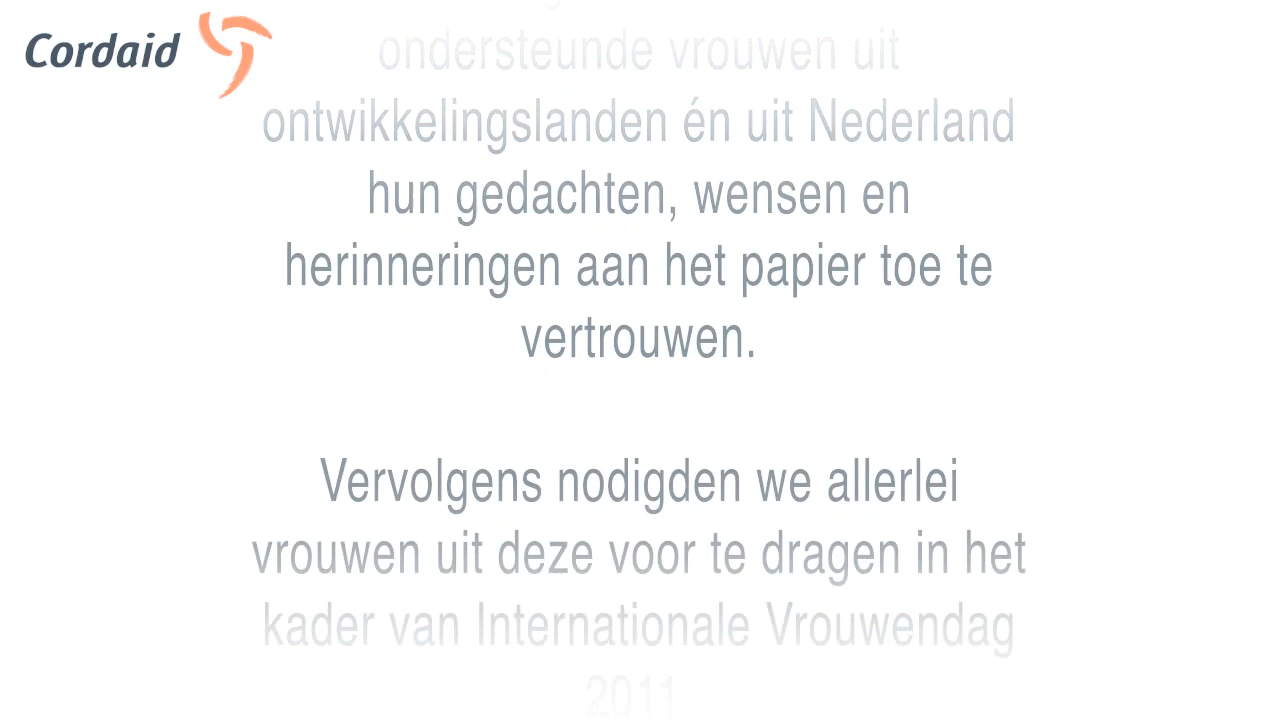 Cordaid
ondersteunde vrouwen uit
ontwikkelingslanden én uit Nederland
hun gedachten, wensen en
herinneringen aan het papier toe te
vertrouwen.
Vervolgens nodigden we allerlei
vrouwen uit deze voor te dragen in het
kader van Internationale Vrouwendag
2011.